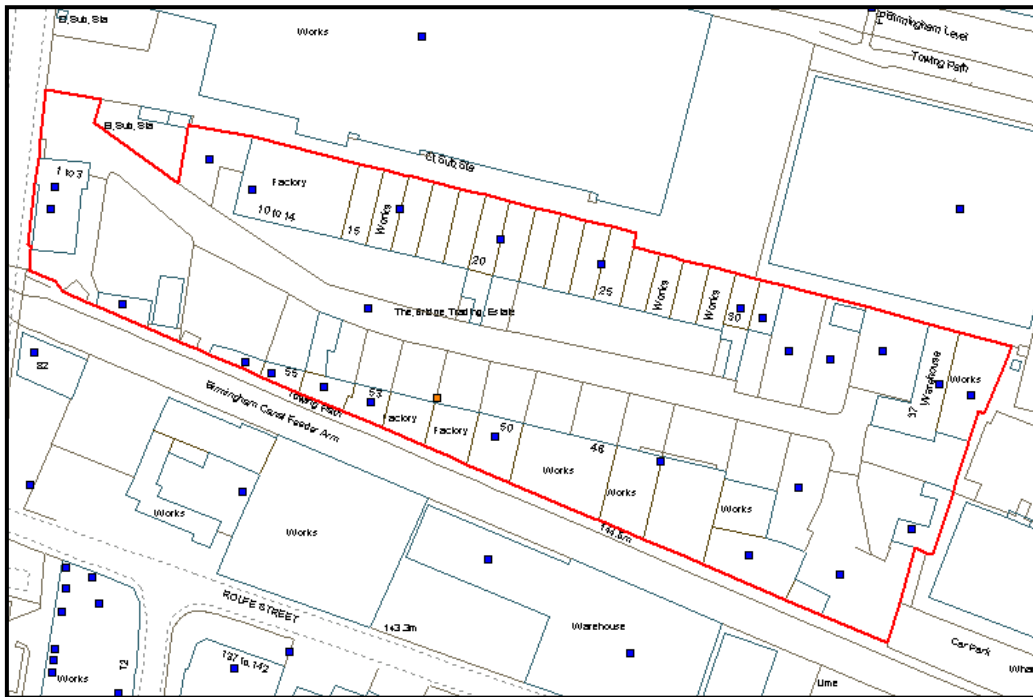 El Sub Sta
Works
Birmingham Level
Towing Path
El Sub Sta
El Sub Sta
1 to 3
Factory
10 to 14
15
Works
20
25
Works
Works
30
The Bridge Trading Estate
Warehouse
37
Works
82
55
53
Towing Path
Birmingham Canal Feeder Arm
Factory
Factory
50
46
Works
Works
Works
144.5m
Works
Works
ROLFE STREET
143.3m
Warehouse
Car Park
12
Works
137 to 142
Lime